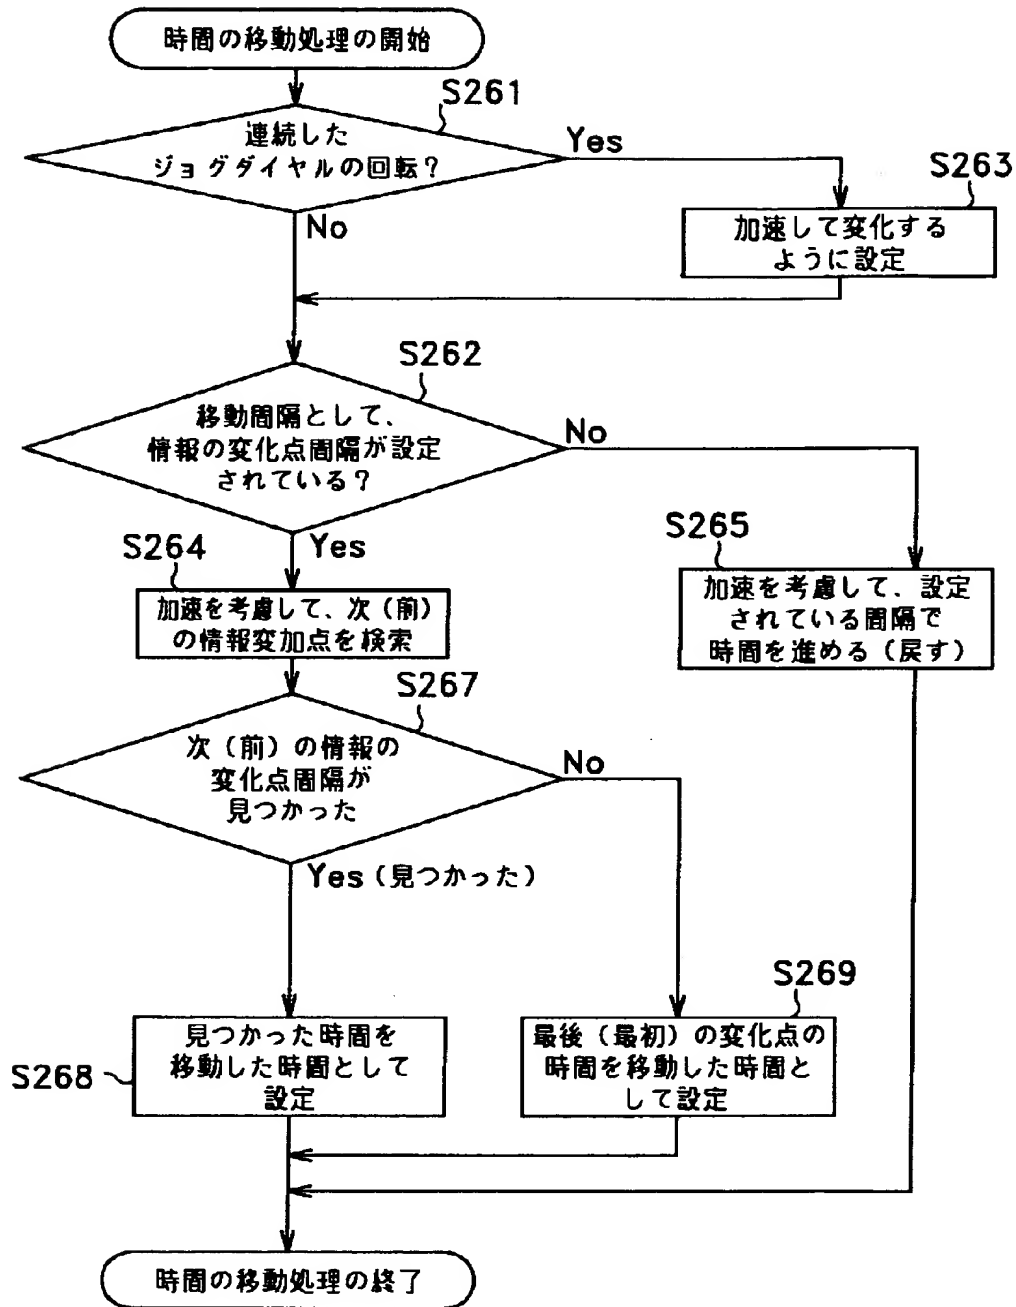 時間の移動処理の開始
S261
連続した
ジョグダイヤルの回転？
Yes
No
S263
加速して変化する
ように設定
S262
移動間隔として、
情報の変化点間隔が設定
されている？
No
Yes
S264
加速を考慮して、次（前）
の情報変加点を検索
S265
加速を考慮して、設定
されている間隔で
時間を進める（戻す）
S267
次（前）の情報の
変化点間隔が
見つかった
No
Yes（見つかった）
S268
見つかった時間を
移動した時間として
設定
S269
最後（最初）の変化点の
時間を移動した時間と
して設定
時間の移動処理の終了